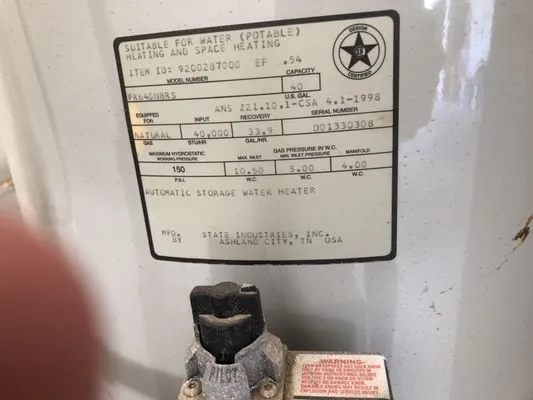 SUITABLE FOR WATER (POTABLE)
HEATING AND SPACE HEATING
ITEM ID: 9200287000 EF .54
MODEL NUMBER CAPACITY
PR640NBRS 40
U.S. GAL.
ANS Z21.10.1-CSA 4.1-1998
EQUIPPED FOR INPUT RECOVERY SERIAL NUMBER
NATURAL 40,000 33.9 D01330308
GAS BTU/HR GAL./HR.
MAXIMUM HYDROSTATIC WORKING PRESSURE GAS PRESSURE IN W.C.
MAX. INLET MIN. INLET PRESSURE MANIFOLD
150 10.50 5.00 4.00
P.S.I. W.C. W.C. W.C.
AUTOMATIC STORAGE WATER HEATER
MFD. BY STATE INDUSTRIES, INC.
ASHLAND CITY, TN USA
DESIGN
CERTIFIED
PILOT
WARNING